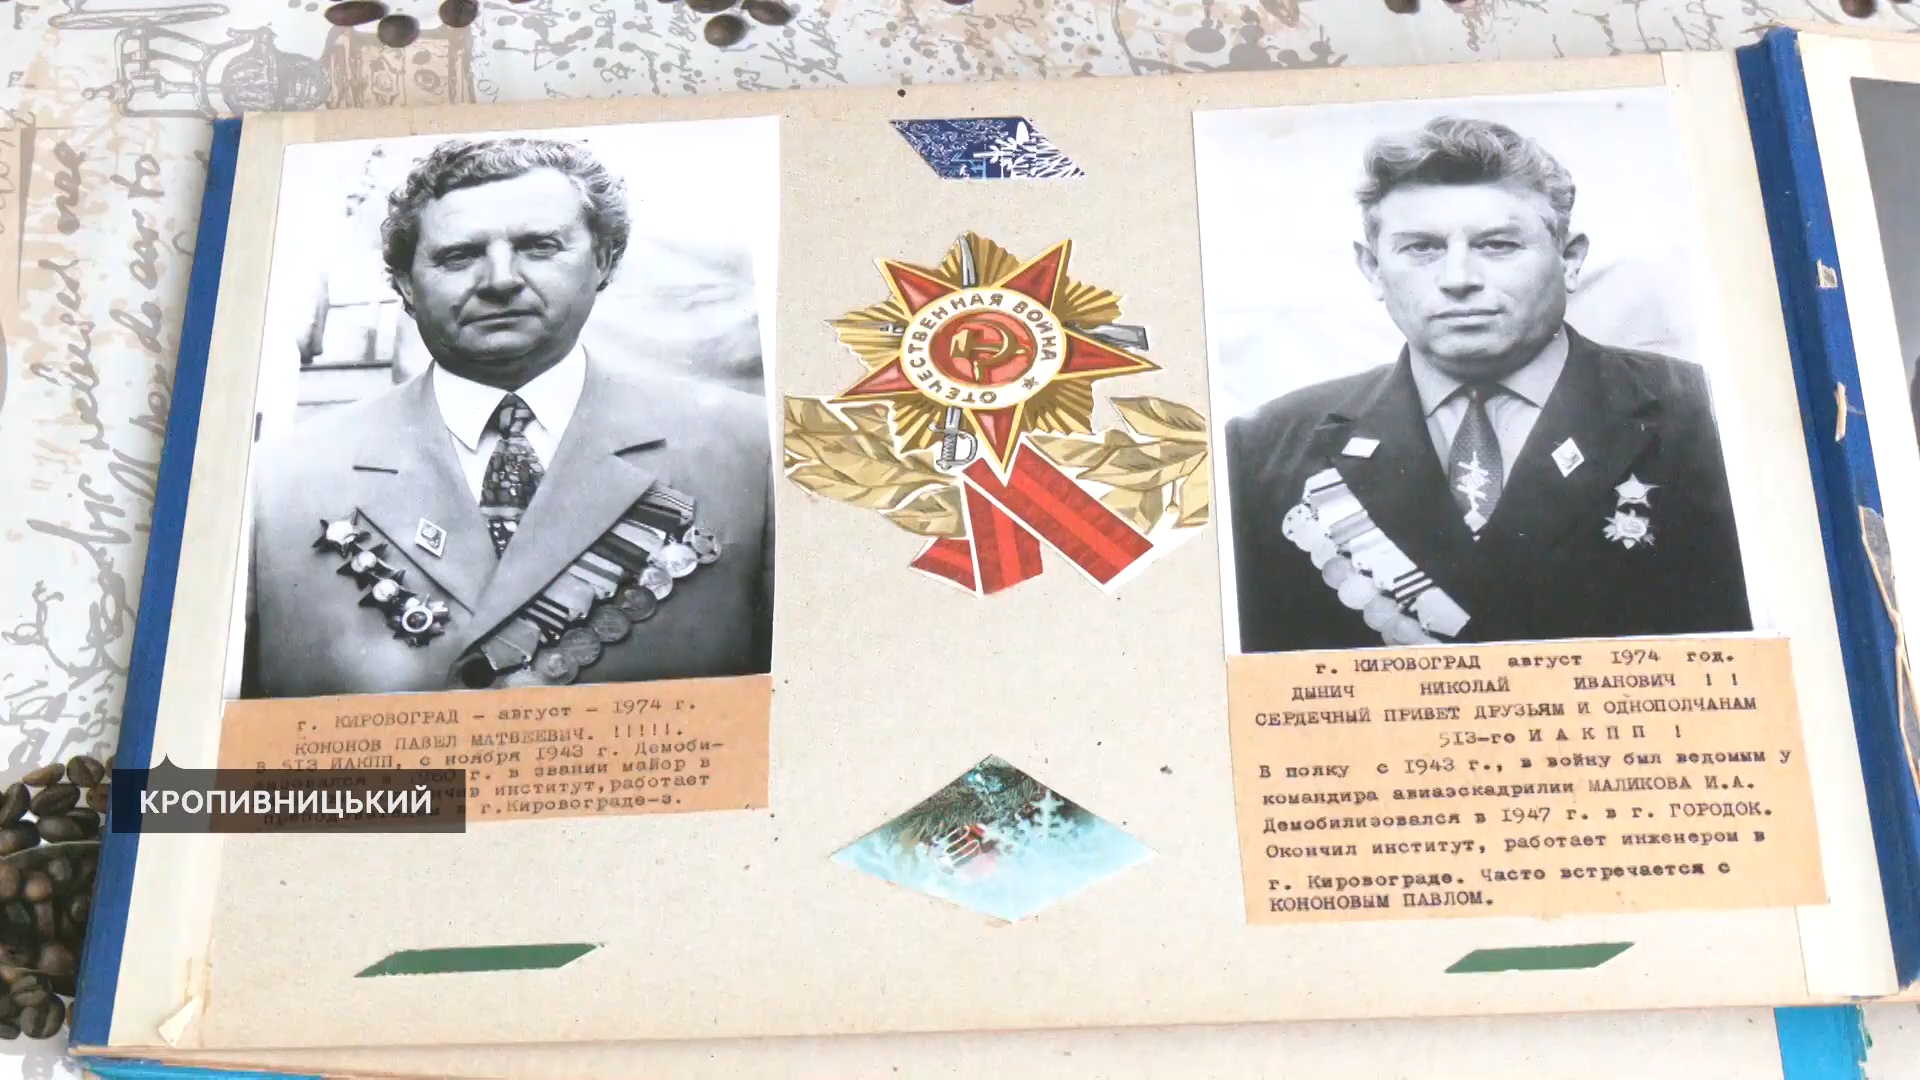 ОТЕЧЕСТВЕННАЯ ВОЙНА
г. КИРОВОГРАД – август – 1974 г.
КОНОНОВ ПАВЕЛ МАТВЕЕВИЧ. !!!!!.
В 513 ИАКПП, с ноября 1943 г. Демоби-
в 1960 г. в звании майор в
институт, работает
в г.Кировограде-з.
КРОПИВНИЦЬКИЙ
г. КИРОВОГРАД август 1974 год.
ДЫНИЧ НИКОЛАЙ ИВАНОВИЧ ! !
СЕРДЕЧНЫЙ ПРИВЕТ ДРУЗЬЯМ И ОДНОПОЛЧАНАМ
513-го И А К П П !
В полку с 1943 г., в войну был ведомым у
командира авиаэскадрилии МАЛИКОВА И.А.
Демобилизовался в 1947 г. в г. ГОРОДОК.
Окончил институт, работает инженером в
г. Кировограде. Часто встречается с
КОНОНОВЫМ ПАВЛОМ.